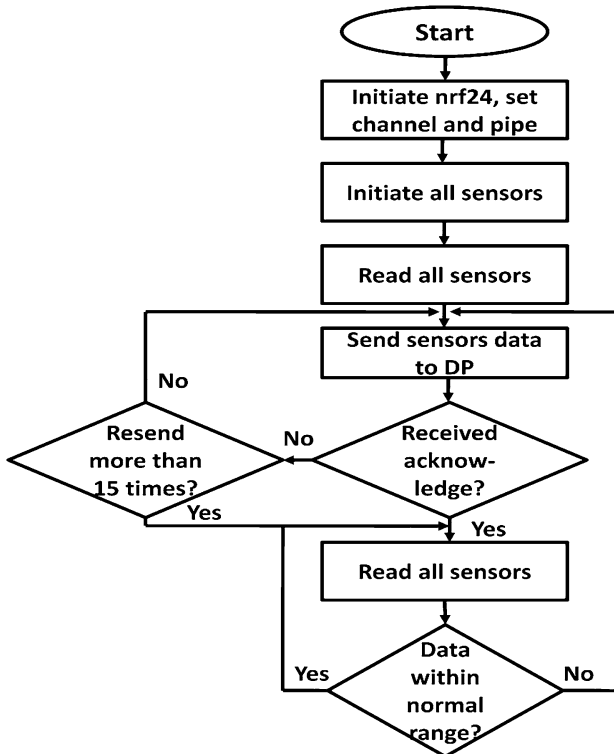 Start
Initiate nrf24, set
channel and pipe
Initiate all sensors
Read all sensors
Send sensors data
to DP
No
Resend
more than
15 times?
No
Received
acknow-
ledge?
Yes
Yes
Read all sensors
Yes
Data
within
normal
range?
No